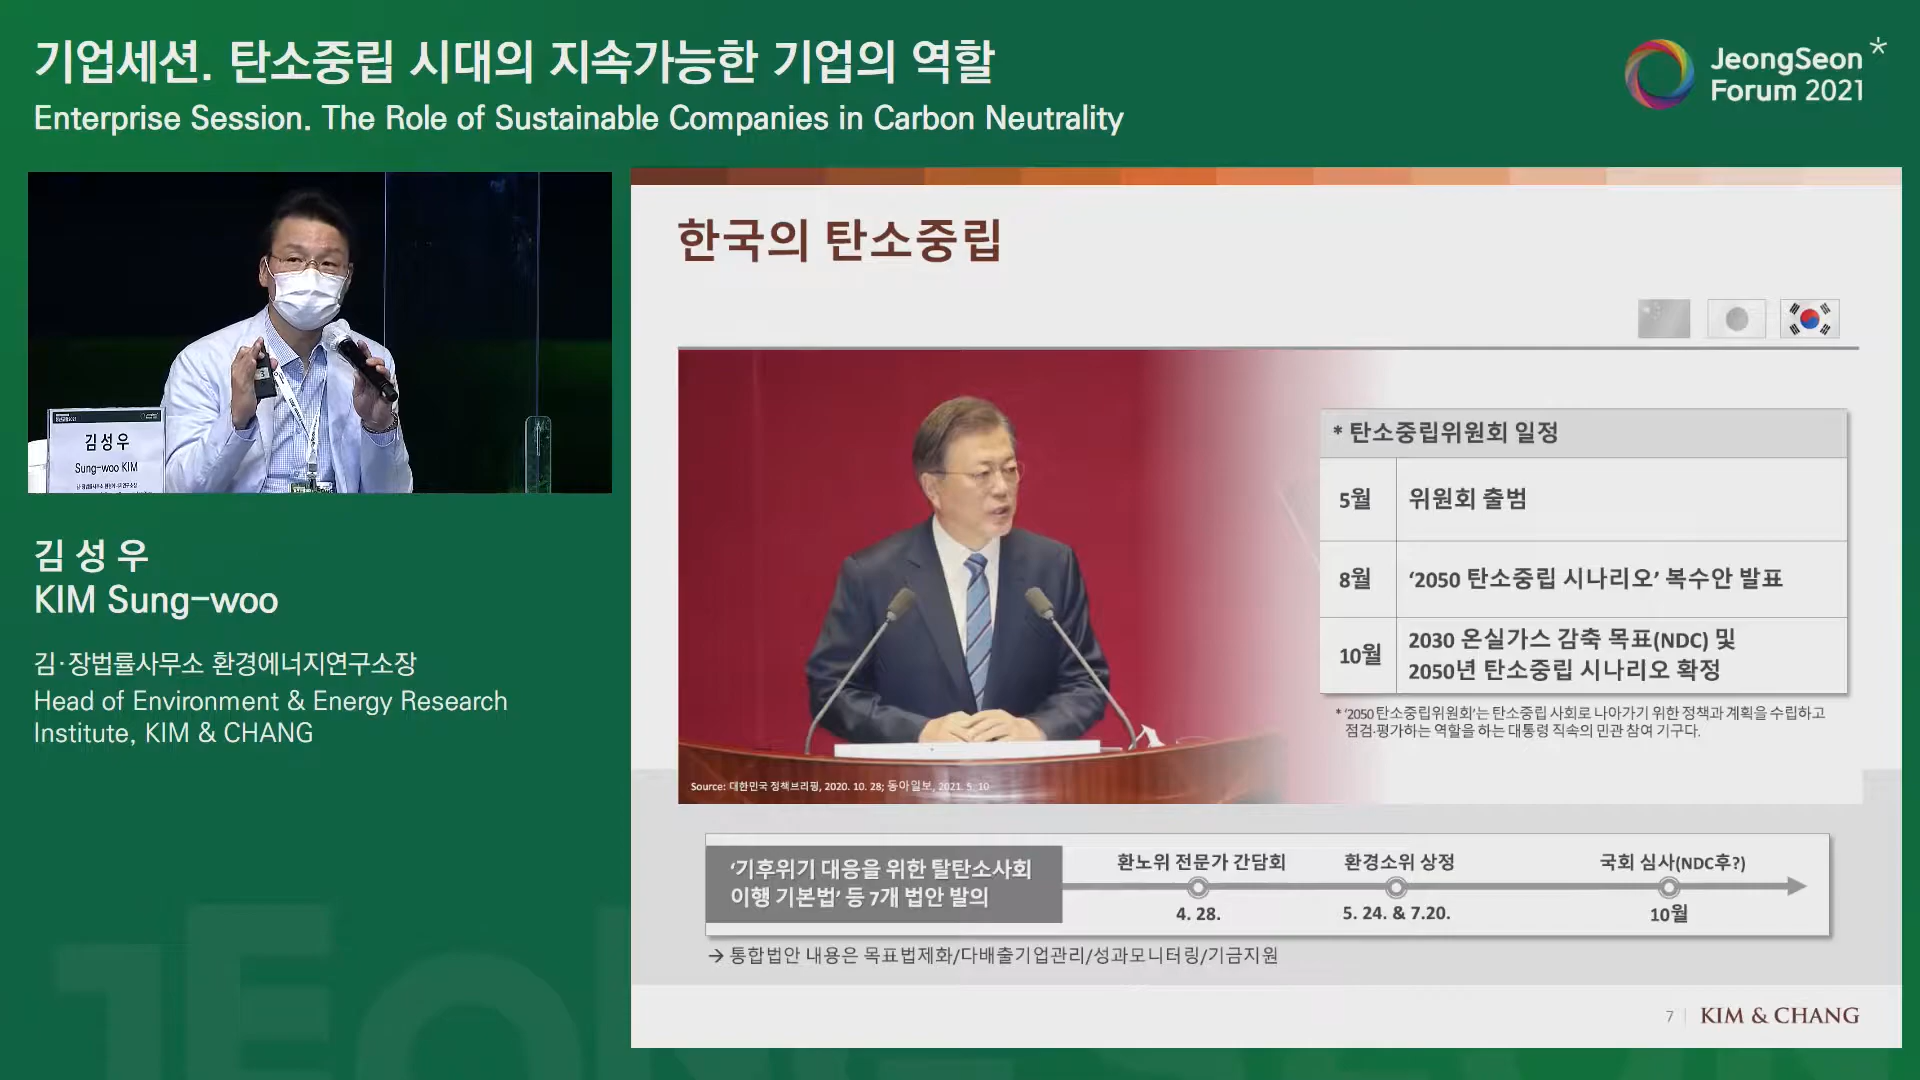 기업세션. 탄소중립 시대의 지속가능한 기업의 역할
Enterprise Session. The Role of Sustainable Companies in Carbon Neutrality
JeongSeon
Forum 2021
김성우
Sung-woo KIM
김 성 우
KIM Sung-woo
김·장법률사무소 환경에너지연구소장
Head of Environment & Energy Research
Institute, KIM & CHANG
한국의 탄소중립
* 탄소중립위원회 일정
5월 위원회 출범
8월 ‘2050 탄소중립 시나리오’ 복수안 발표
10월 2030 온실가스 감축 목표(NDC) 및
2050년 탄소중립 시나리오 확정
* ‘2050 탄소중립위원회’는 탄소중립 사회로 나아가기 위한 정책과 계획을 수립하고
점검·평가하는 역할을 하는 대통령 직속의 민관 참여 기구다.
Source: 대한민국 정책브리핑, 2020. 10. 28; 동아일보, 2021. 5. 10
‘기후위기 대응을 위한 탈탄소사회
이행 기본법’ 등 7개 법안 발의
환노위 전문가 간담회
4. 28.
환경소위 상정
5. 24. & 7.20.
국회 심사(NDC후?)
10월
→ 통합법안 내용은 목표법제화/다배출기업관리/성과모니터링/기금지원
7 | KIM & CHANG
JEONGSEON